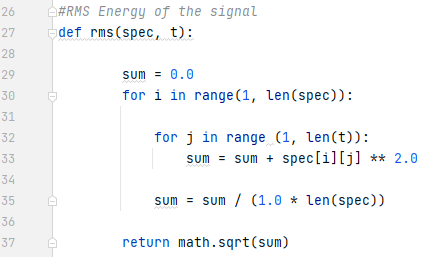 26 #RMS Energy of the signal
27 def rms(spec, t):
28
29 sum = 0.0
30 for i in range(1, len(spec)):
31
32 for j in range (1, len(t)):
33 sum = sum + spec[i][j] ** 2.0
34
35 sum = sum / (1.0 * len(spec))
36
37 return math.sqrt(sum)